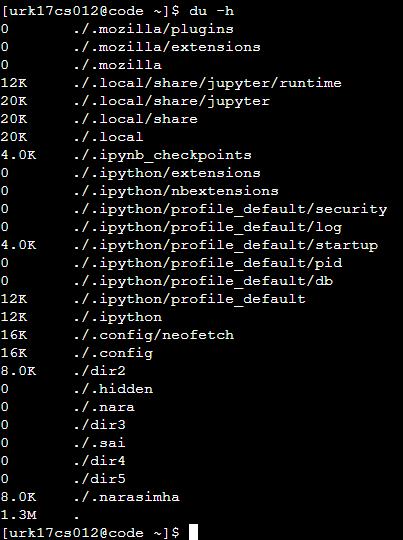 [urk17cs012@code ~]$ du -h
0 ./.mozilla/plugins
0 ./.mozilla/extensions
0 ./.mozilla
12K ./.local/share/jupyter/runtime
20K ./.local/share/jupyter
20K ./.local/share
20K ./.local
4.0K ./.ipynb_checkpoints
0 ./.ipython/extensions
0 ./.ipython/nbextensions
0 ./.ipython/profile_default/security
0 ./.ipython/profile_default/log
4.0K ./.ipython/profile_default/startup
0 ./.ipython/profile_default/pid
0 ./.ipython/profile_default/db
12K ./.ipython/profile_default
12K ./.ipython
16K ./.config/neofetch
16K ./.config
8.0K ./dir2
0 ./.hidden
0 ./.nara
0 ./dir3
0 ./.sai
0 ./dir4
0 ./dir5
8.0K ./.narasimha
1.3M .
[urk17cs012@code ~]$